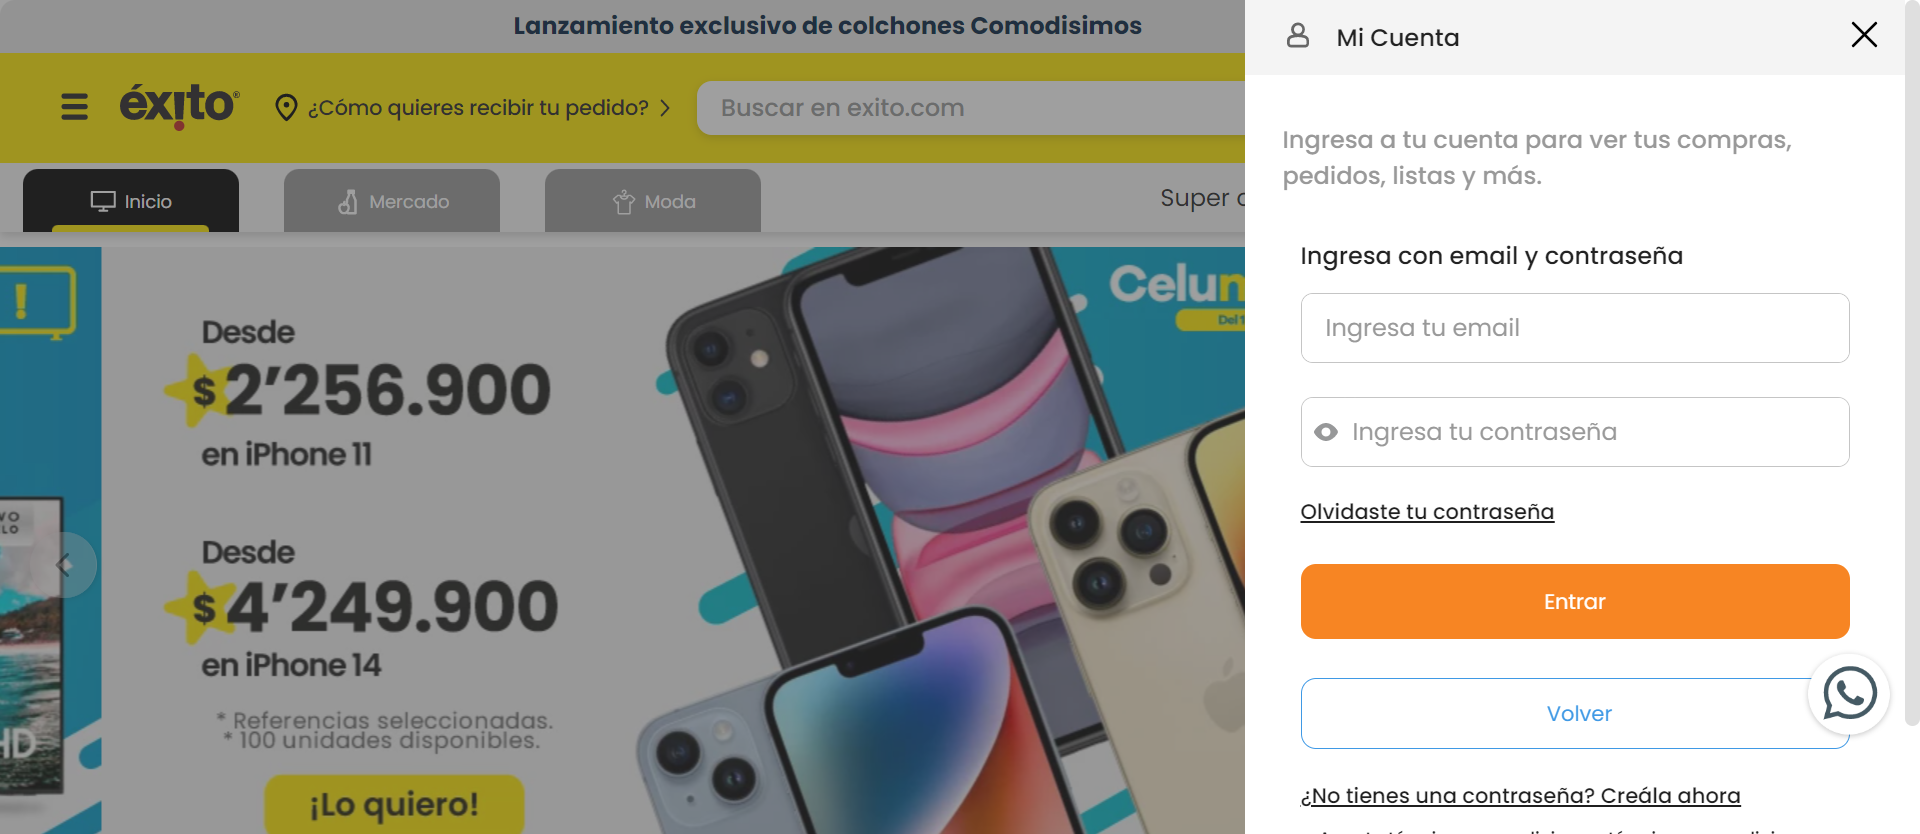 Lanzamiento exclusivo de colchones Comodisimos
éxito®
¿Cómo quieres recibir tu pedido?
Buscar en exito.com
Inicio
Mercado
Moda
Super
!
Desde
$2'256.900
en iPhone 11
Desde
$4'249.900
en iPhone 14
* Referencias seleccionadas.
* 100 unidades disponibles.
¡Lo quiero!
HD
Celu
Del 1
Mi Cuenta
Ingresa a tu cuenta para ver tus compras,
pedidos, listas y más.
Ingresa con email y contraseña
Ingresa tu email
Ingresa tu contraseña
Olvidaste tu contraseña
Entrar
Volver
¿No tienes una contraseña? Creála ahora